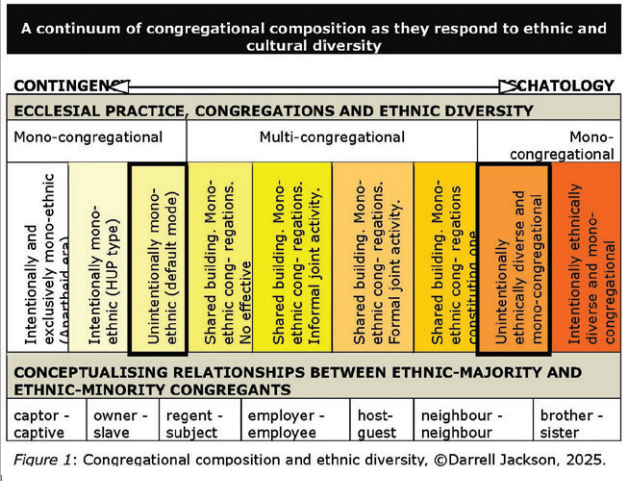 A continuum of congregational composition as they respond to ethnic and
cultural diversity
CONTINGENC
SCHATOLOGY
ECCLESIAL PRACTICE, CONGREGATIONS AND ETHNIC DIVERSITY
Mono-congregational
Multi-congregational
Mono-
congregational
Intentionally and
exclusively mono-ethnic
(Apartheid era)
Intentionally mono-
ethnic (HUP type)
Unintentionally mono-
ethnic (default mode)
Shared building. Mono-
ethnic cong- regations.
No effective
Shared building. Mono-
ethnic cong- regations.
Informal joint activity.
Shared building. Mono-
ethnic cong- regations.
Formal joint activity.
Shared building. Mono-
ethnic cong- regations
constituting one
Unintentionally
ethnically diverse and
mono-congregational
Intentionally ethnically
diverse and mono-
congregational
CONCEPTUALISING RELATIONSHIPS BETWEEN ETHNIC-MAJORITY AND
ETHNIC-MINORITY CONGREGANTS
captor -
captive
owner -
slave
regent -
subject
employer -
employee
host-
guest
neighbour -
neighbour
brother -
sister
Figure 1: Congregational composition and ethnic diversity, ©Darrell Jackson, 2025.